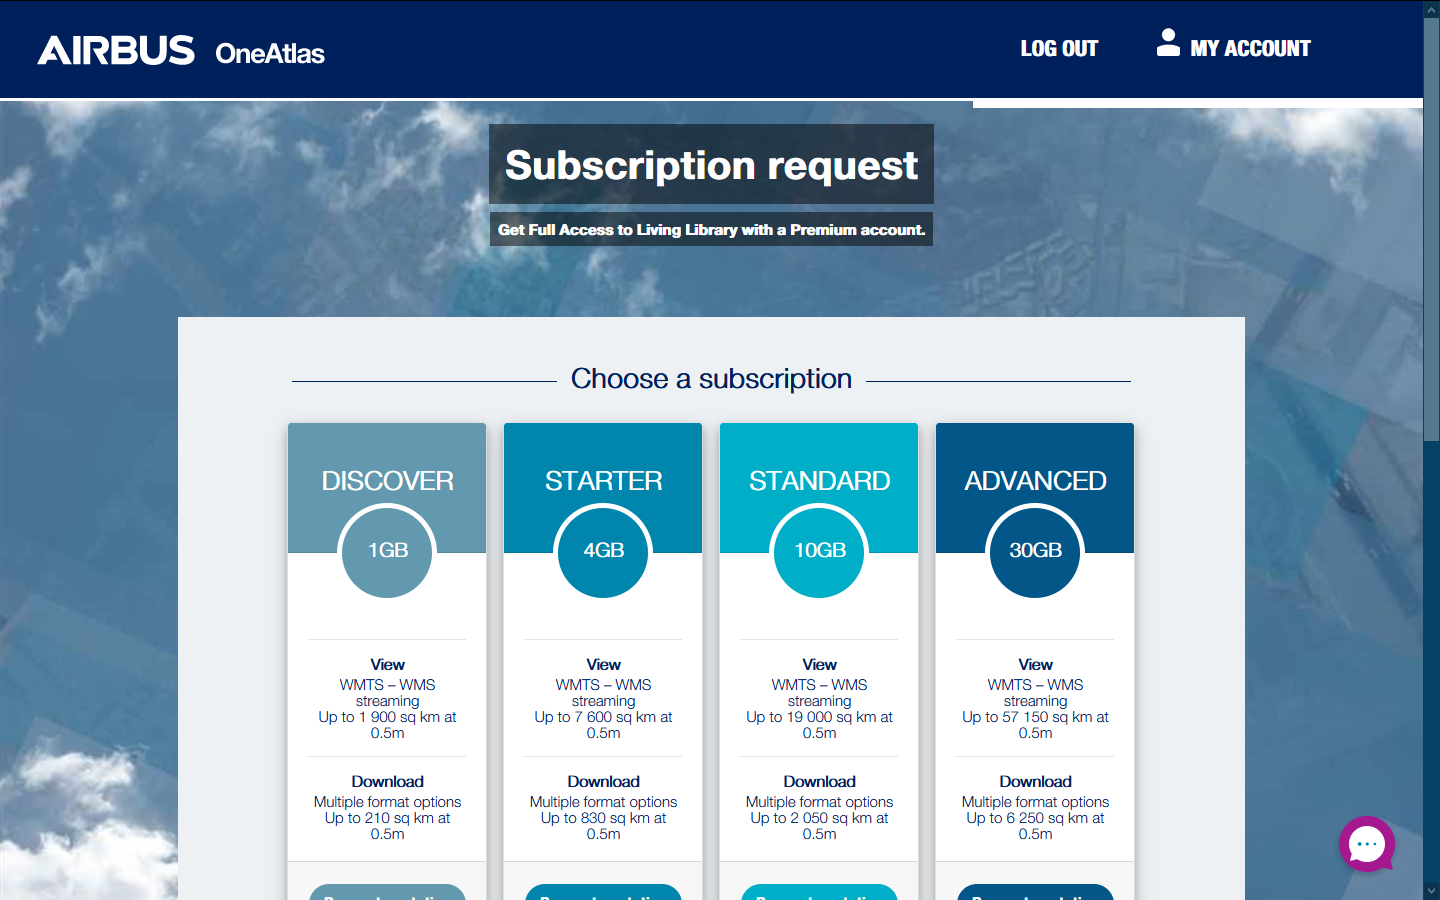 AIRBUS OneAtlas
LOG OUT
MY ACCOUNT
Subscription request
Get Full Access to Living Library with a Premium account.
Choose a subscription
DISCOVER
1GB
View
WMTS – WMS
streaming
Up to 1 900 sq km at
0.5m
Download
Multiple format options
Up to 210 sq km at
0.5m
STARTER
4GB
View
WMTS – WMS
streaming
Up to 7 600 sq km at
0.5m
Download
Multiple format options
Up to 830 sq km at
0.5m
STANDARD
10GB
View
WMTS – WMS
streaming
Up to 19 000 sq km at
0.5m
Download
Multiple format options
Up to 2 050 sq km at
0.5m
ADVANCED
30GB
View
WMTS – WMS
streaming
Up to 57 150 sq km at
0.5m
Download
Multiple format options
Up to 6 250 sq km at
0.5m